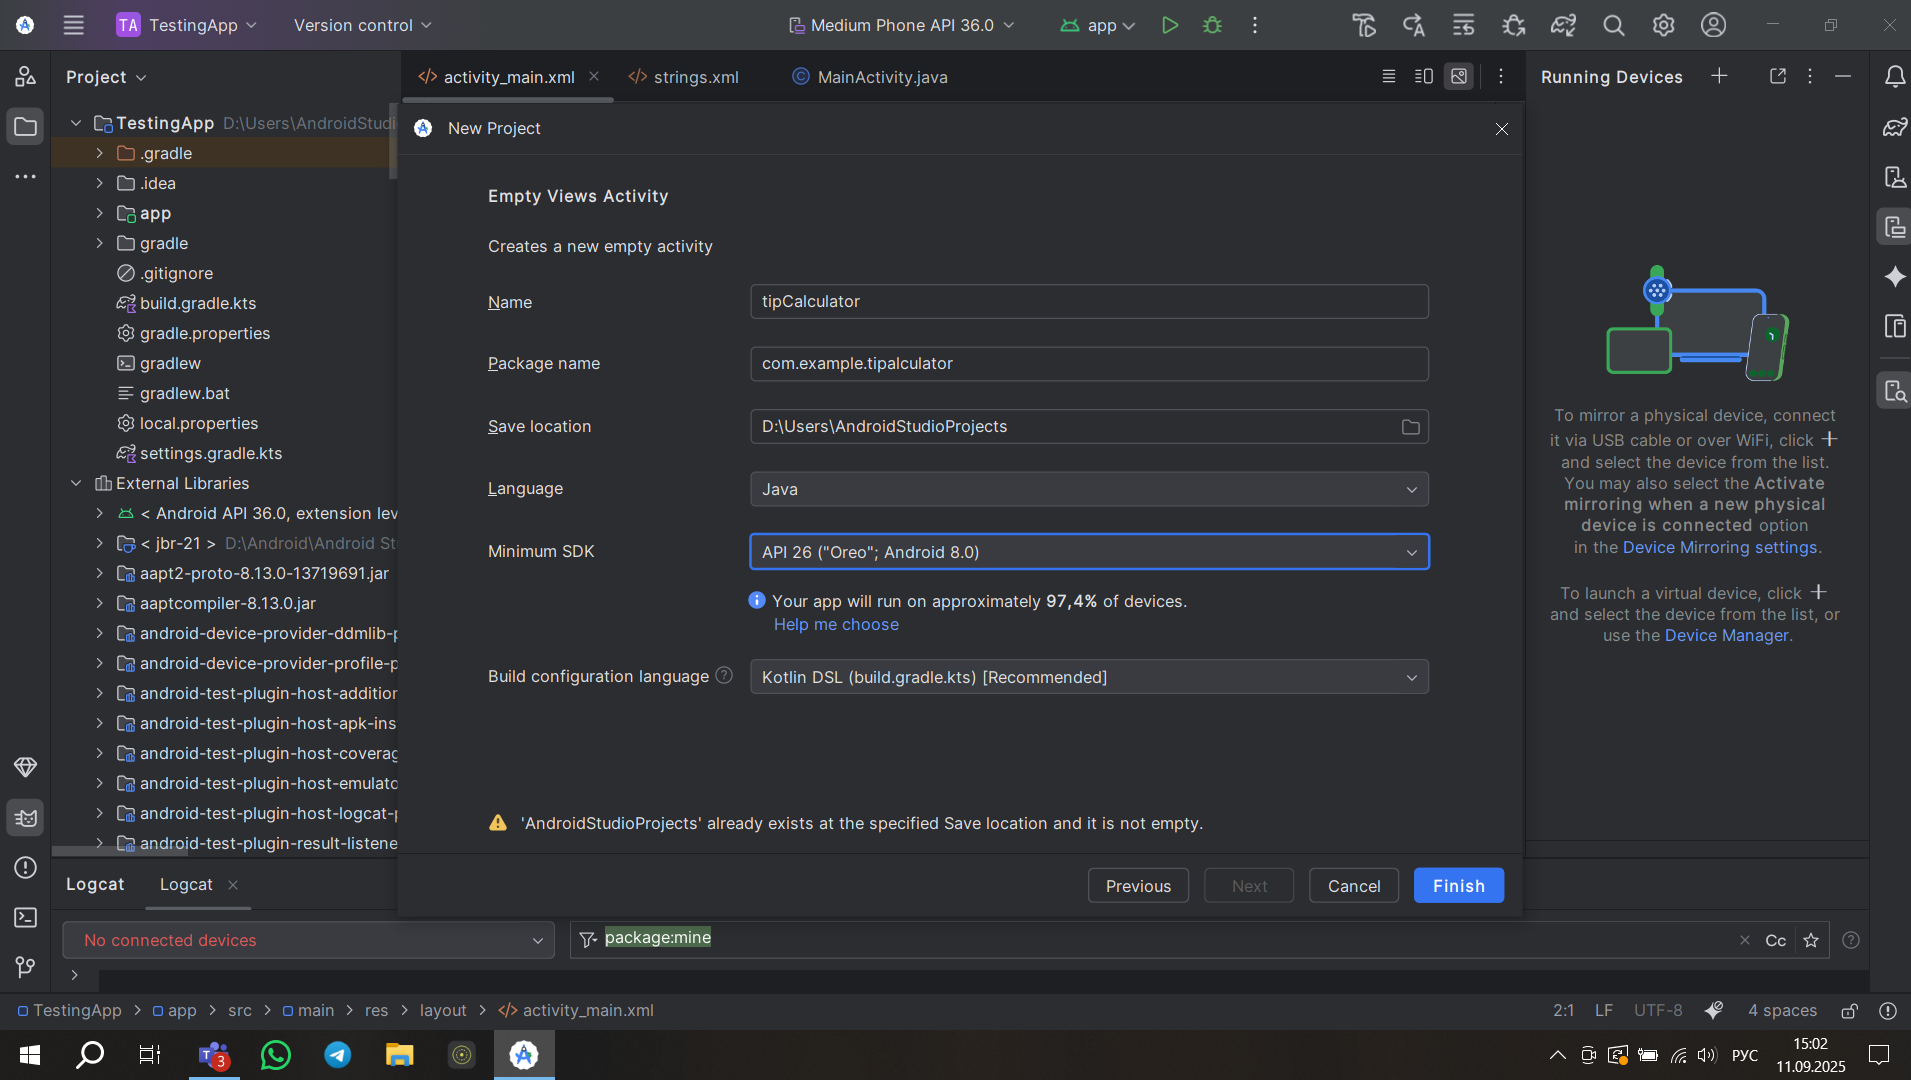 TA TestingApp Version control Medium Phone API 36.0 app
Project activity_main.xml strings.xml MainActivity.java Running Devices
TestingApp D:\Users\AndroidStudi
.gradle
.idea
app
gradle
.gitignore
build.gradle.kts
gradle.properties
gradlew
gradlew.bat
local.properties
settings.gradle.kts
External Libraries
< Android API 36.0, extension lev
< jbr-21 > D:\Android\Android St
aapt2-proto-8.13.0-13719691.jar
aaptcompiler-8.13.0.jar
android-device-provider-ddmlib-p
android-device-provider-profile-p
android-test-plugin-host-addition
android-test-plugin-host-apk-ins
android-test-plugin-host-coverag
android-test-plugin-host-emulato
android-test-plugin-host-logcat-p
android-test-plugin-result-listene
New Project
Empty Views Activity
Creates a new empty activity
Name tipCalculator
Package name com.example.tipalculator
Save location D:\Users\AndroidStudioProjects
Language Java
Minimum SDK API 26 ("Oreo"; Android 8.0)
Your app will run on approximately 97,4% of devices.
Help me choose
Build configuration language Kotlin DSL (build.gradle.kts) [Recommended]
'AndroidStudioProjects' already exists at the specified Save location and it is not empty.
Previous Next Cancel Finish
To mirror a physical device, connect
it via USB cable or over WiFi, click +
and select the device from the list.
You may also select the Activate
mirroring when a new physical
device is connected option
in the Device Mirroring settings.
To launch a virtual device, click +
and select the device from the list, or
use the Device Manager.
Logcat Logcat
No connected devices package:mine Cc
TestingApp > app > src > main > res > layout > activity_main.xml 2:1 LF UTF-8 4 spaces
T 3 РУС 15:02
11.09.2025